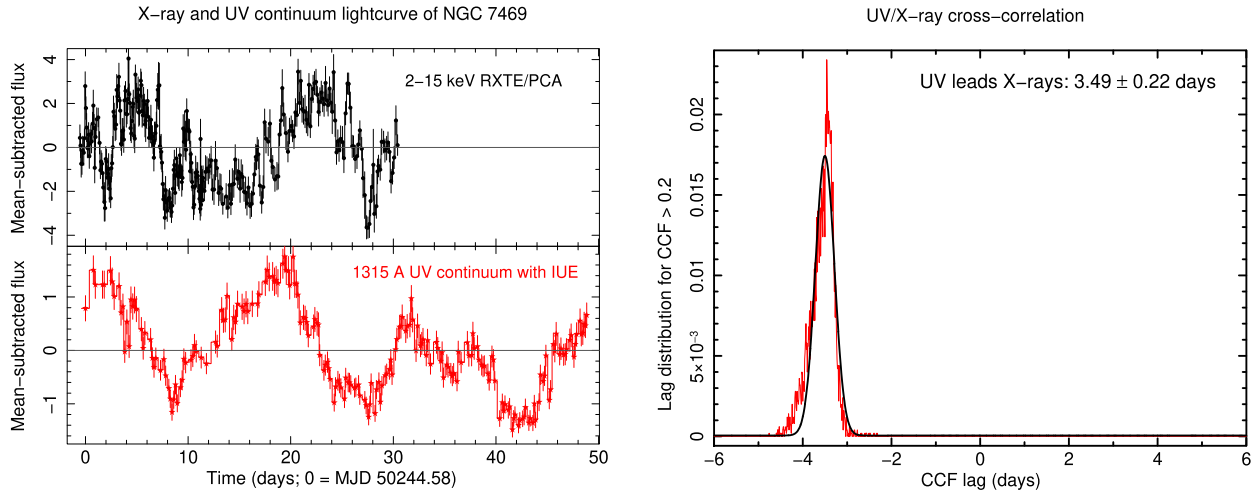 X−ray and UV continuum lightcurve of NGC 7469
Mean−subtracted flux
4
2
0
−2
−4
2−15 keV RXTE/PCA
Mean−subtracted flux
1
0
−1
1315 A UV continuum with IUE
0
10
20
30
40
50
Time (days; 0 = MJD 50244.58)
UV/X−ray cross−correlation
UV leads X−rays: 3.49 ± 0.22 days
Lag distribution for CCF > 0.2
0.02
0.015
0.01
5×10⁻³
0
−6
−4
−2
0
2
4
6
CCF lag (days)